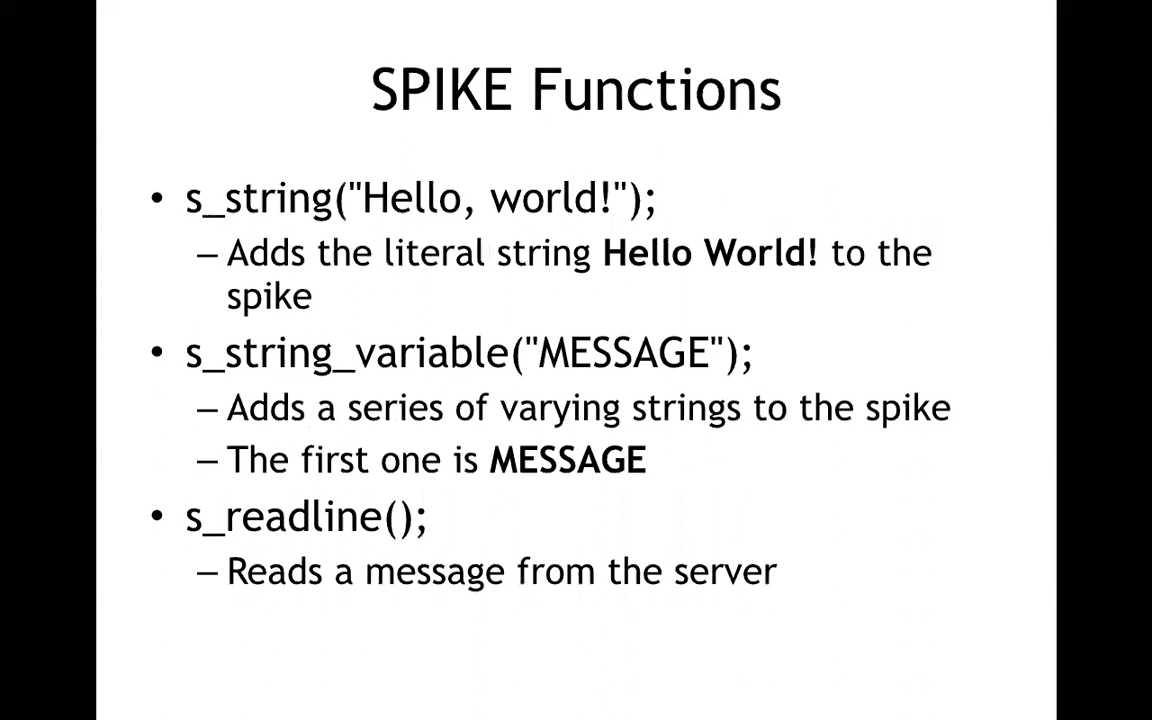 SPIKE Functions
• s_string("Hello, world!");
– Adds the literal string Hello World! to the
spike
• s_string_variable("MESSAGE");
– Adds a series of varying strings to the spike
– The first one is MESSAGE
• s_readline();
– Reads a message from the server